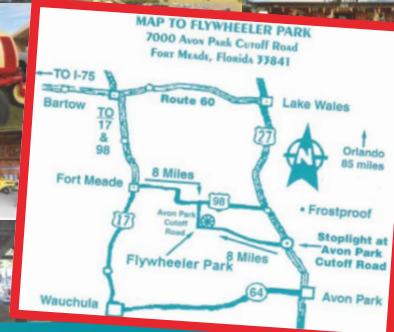 MAP TO FLYWHEELER PARK
7000 Avon Park Cutoff Road
Fort Meade, Florida 33841
TO I-75
Bartow
TO
17
&
98
Route 60
Lake Wales
27
N
Orlando
85 miles
Fort Meade
8 Miles
98
Avon Park
Cutoff
Road
• Frostproof
17
Flywheeler Park
8 Miles
Stoplight at
Avon Park
Cutoff Road
Wauchula
64
Avon Park